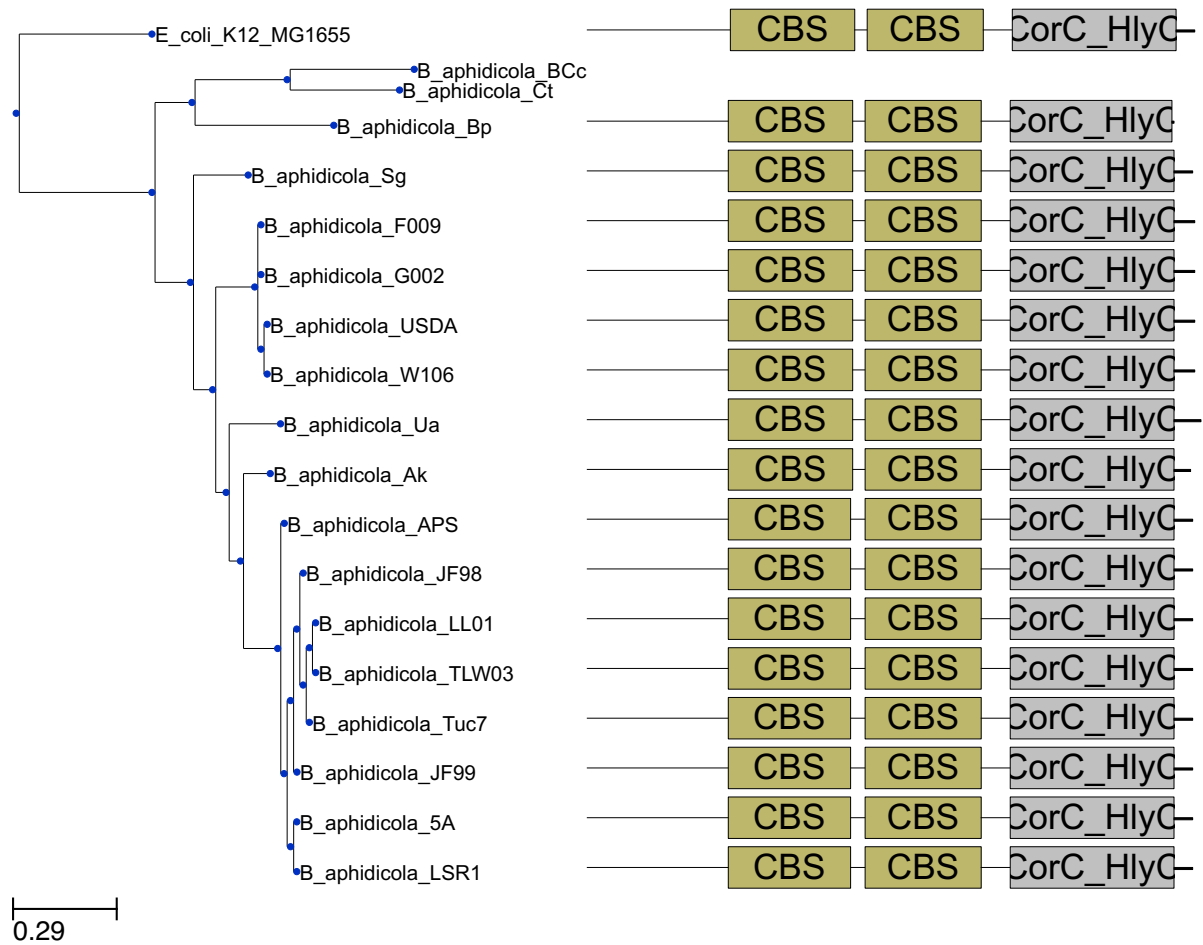 E_coli_K12_MG1655 CBS CBS CorC_HlyC
B_aphidicola_BCc
B_aphidicola_Ct
B_aphidicola_Bp CBS CBS CorC_HlyC
B_aphidicola_Sg CBS CBS CorC_HlyC
B_aphidicola_F009 CBS CBS CorC_HlyC
B_aphidicola_G002 CBS CBS CorC_HlyC
B_aphidicola_USDA CBS CBS CorC_HlyC
B_aphidicola_W106 CBS CBS CorC_HlyC
B_aphidicola_Ua CBS CBS CorC_HlyC
B_aphidicola_Ak CBS CBS CorC_HlyC
B_aphidicola_APS CBS CBS CorC_HlyC
B_aphidicola_JF98 CBS CBS CorC_HlyC
B_aphidicola_LL01 CBS CBS CorC_HlyC
B_aphidicola_TLW03 CBS CBS CorC_HlyC
B_aphidicola_Tuc7 CBS CBS CorC_HlyC
B_aphidicola_JF99 CBS CBS CorC_HlyC
B_aphidicola_5A CBS CBS CorC_HlyC
B_aphidicola_LSR1 CBS CBS CorC_HlyC
0.29